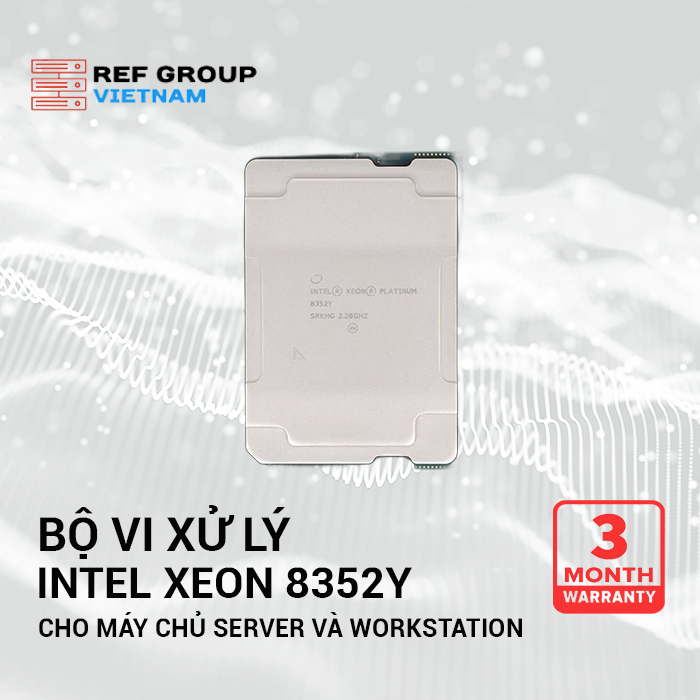 REF GROUP
VIETNAM
INTEL® XEON® PLATINUM
8352Y
SRKHG 2.20GHZ
BỘ VI XỬ LÝ
INTEL XEON 8352Y
CHO MÁY CHỦ SERVER VÀ WORKSTATION
3
MONTH
WARRANTY